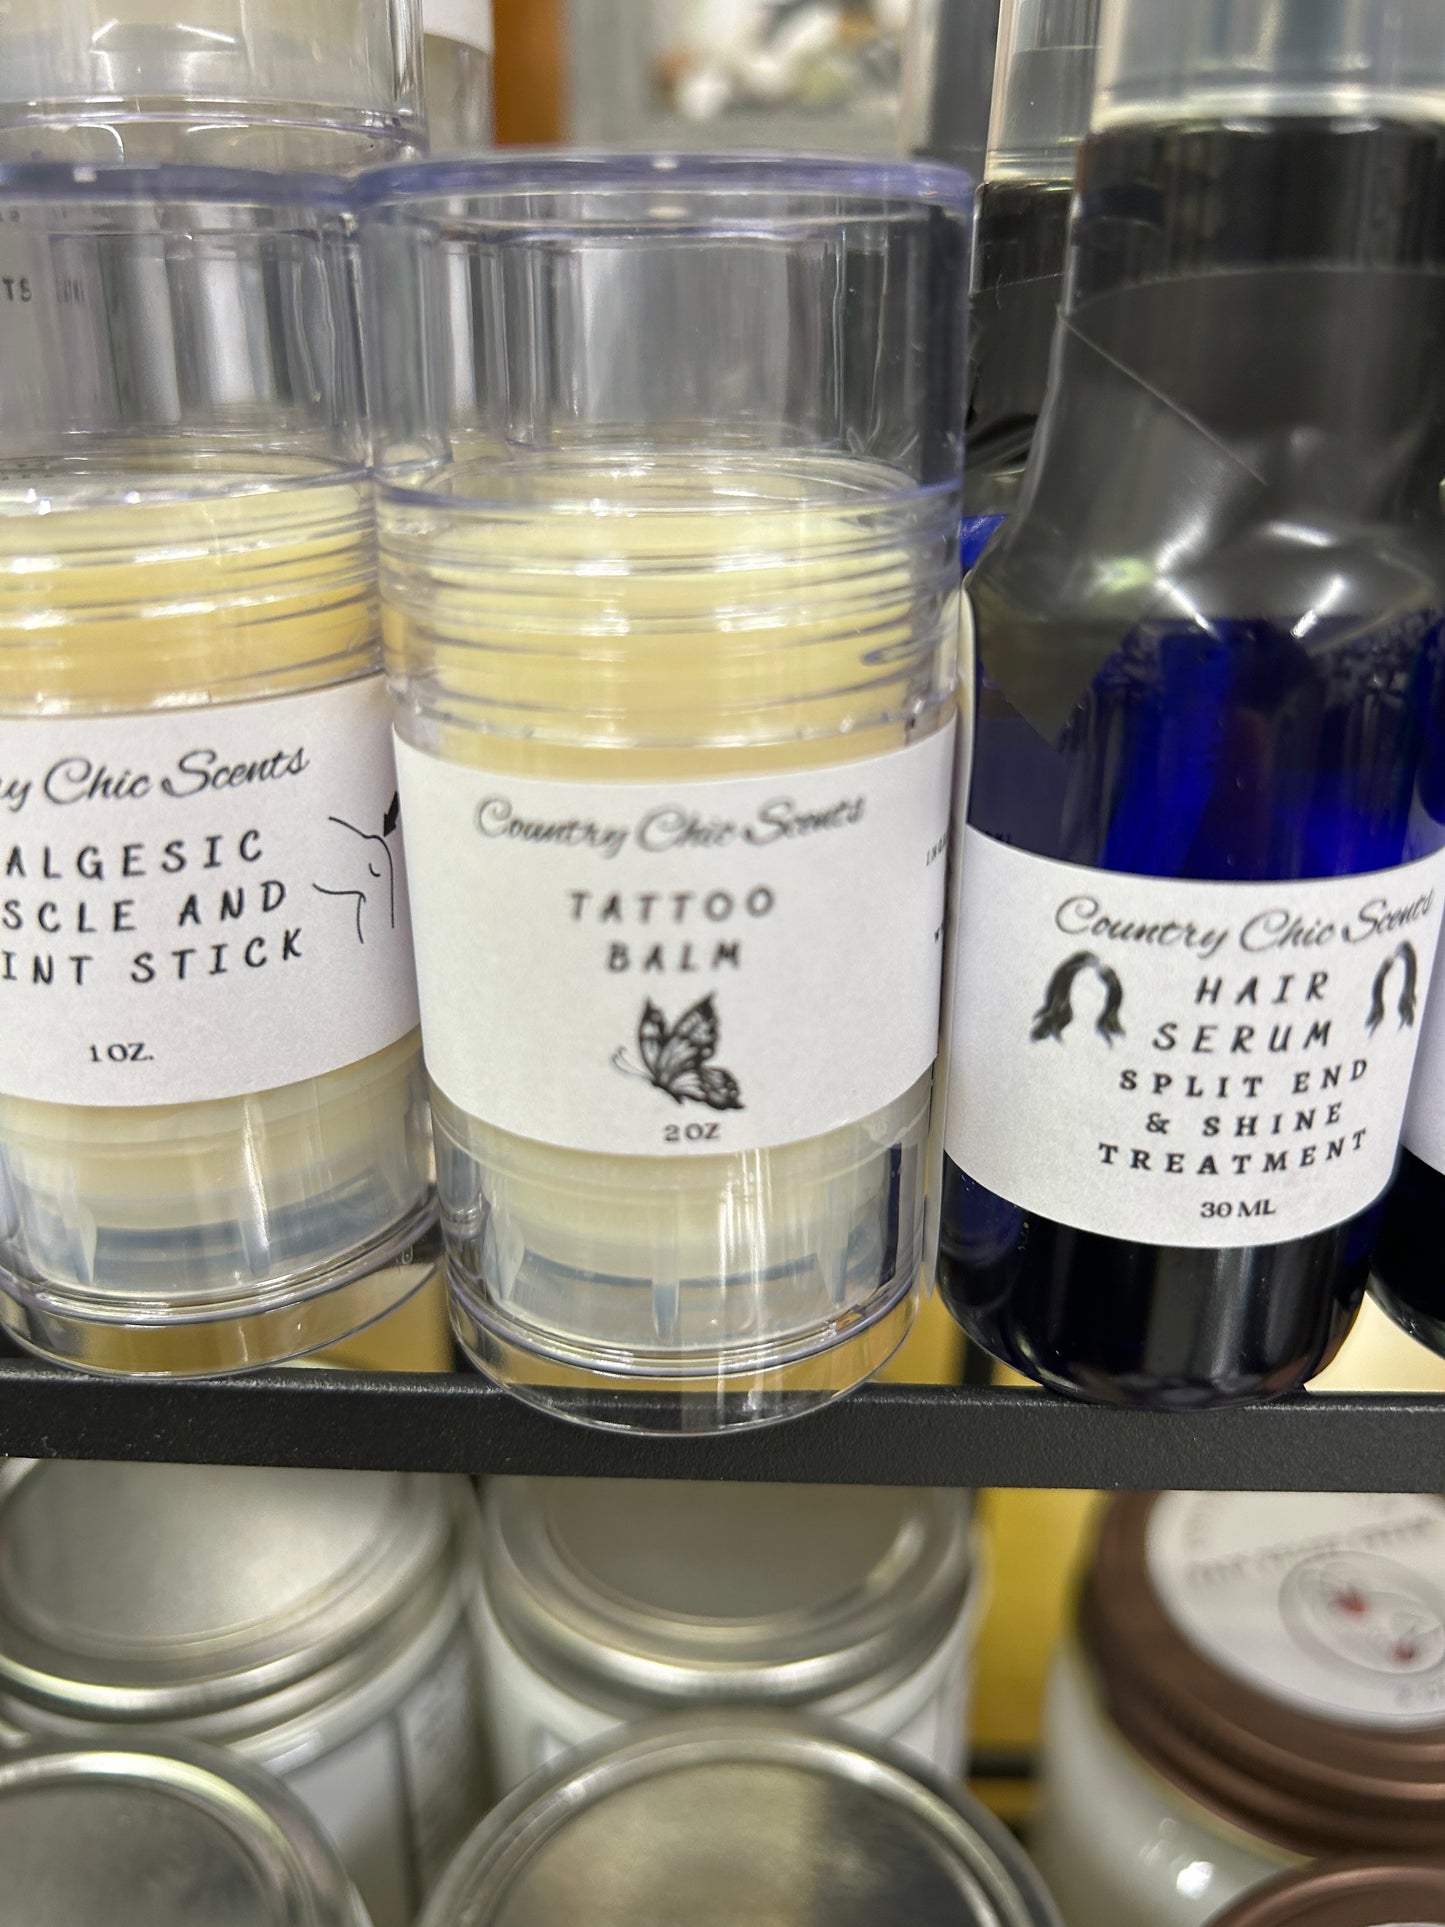 TS
y Chic Scents
ALGESIC
SCLE AND
INT STICK
1 OZ.
Country Chic Scents
TATTOO
BALM
2 OZ
Country Chic Scents
HAIR
SERUM
SPLIT END
& SHINE
TREATMENT
30 ML